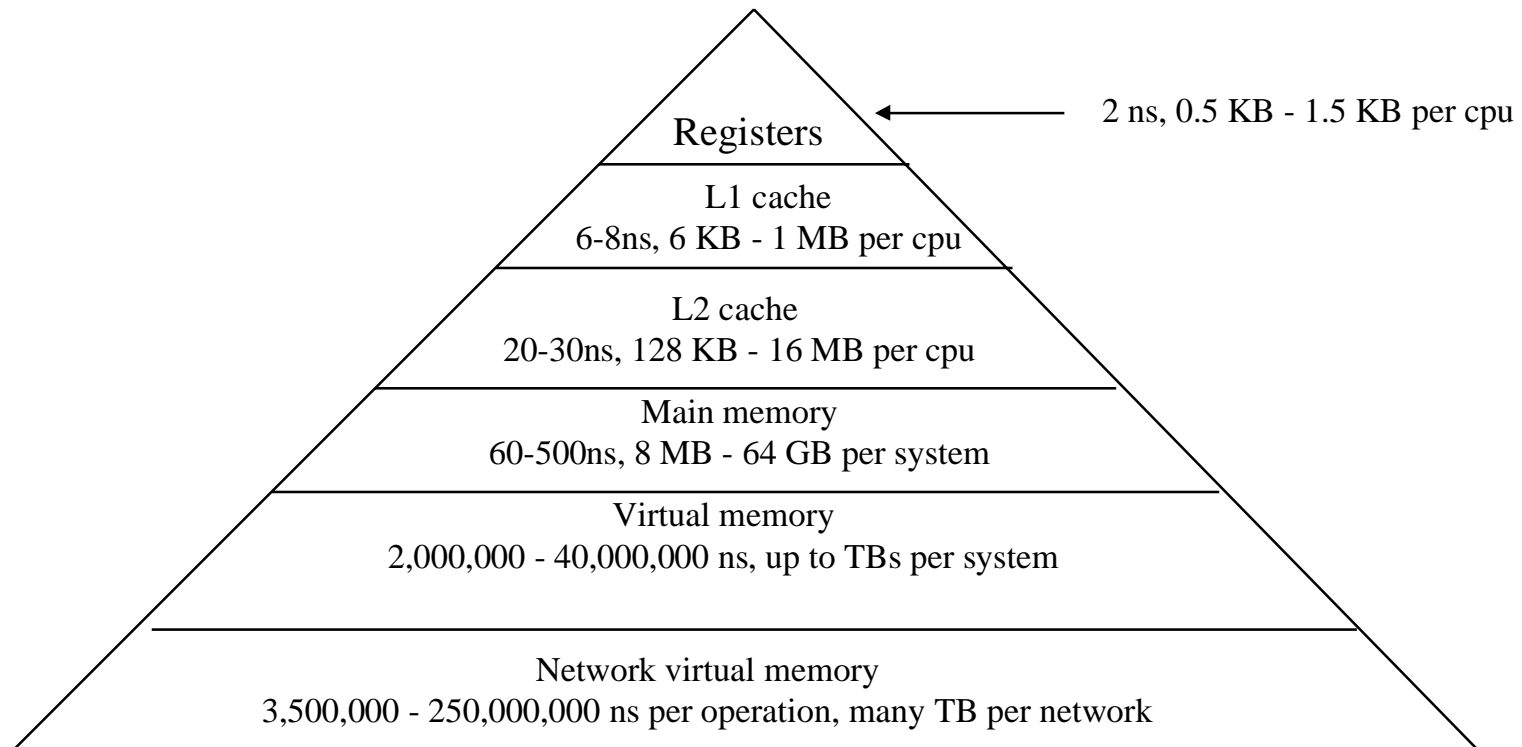 2 ns, 0.5 KB - 1.5 KB per cpu
Registers
L1 cache
6-8ns, 6 KB - 1 MB per cpu
L2 cache
20-30ns, 128 KB - 16 MB per cpu
Main memory
60-500ns, 8 MB - 64 GB per system
Virtual memory
2,000,000 - 40,000,000 ns, up to TBs per system
Network virtual memory
3,500,000 - 250,000,000 ns per operation, many TB per network